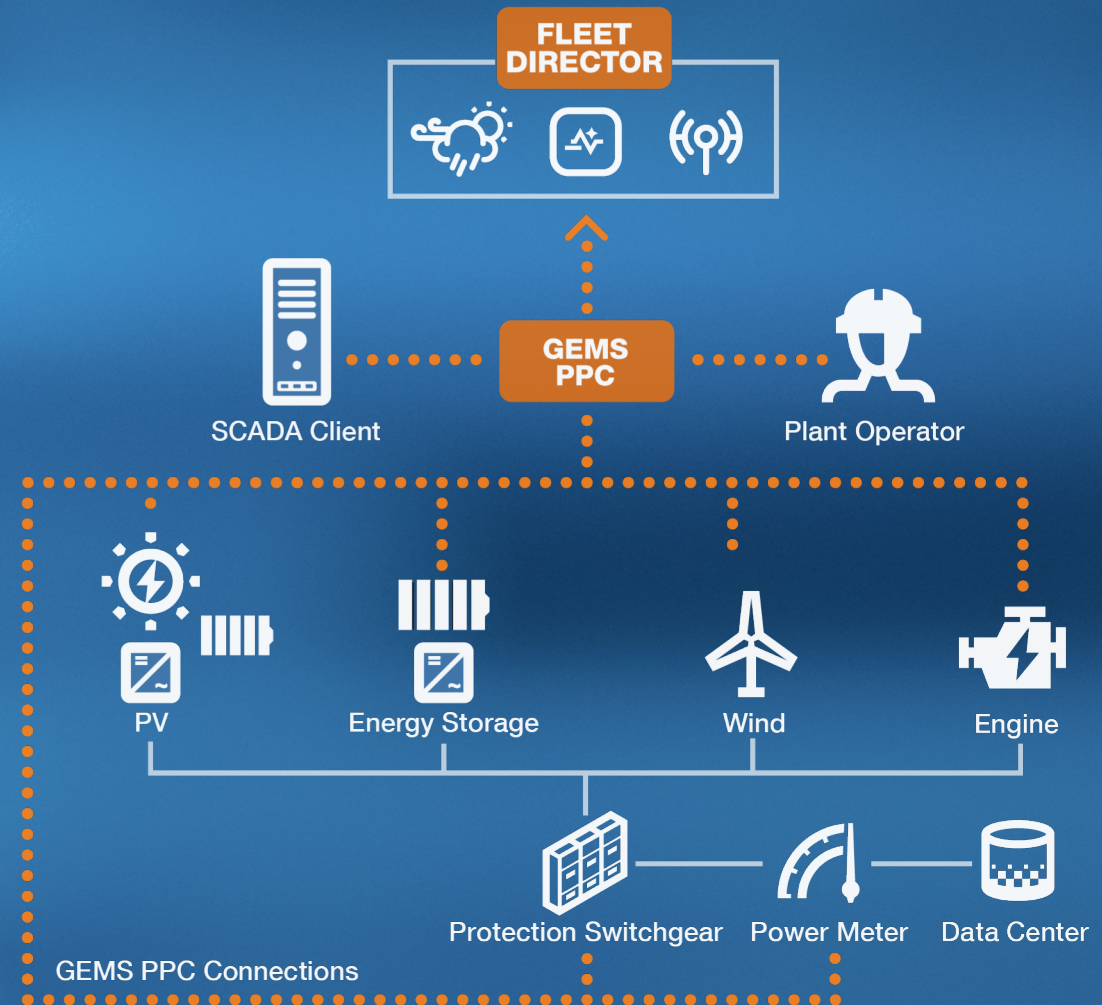 FLEET
DIRECTOR
GEMS
PPC
SCADA Client
Plant Operator
PV
Energy Storage
Wind
Engine
Protection Switchgear
Power Meter
Data Center
GEMS PPC Connections